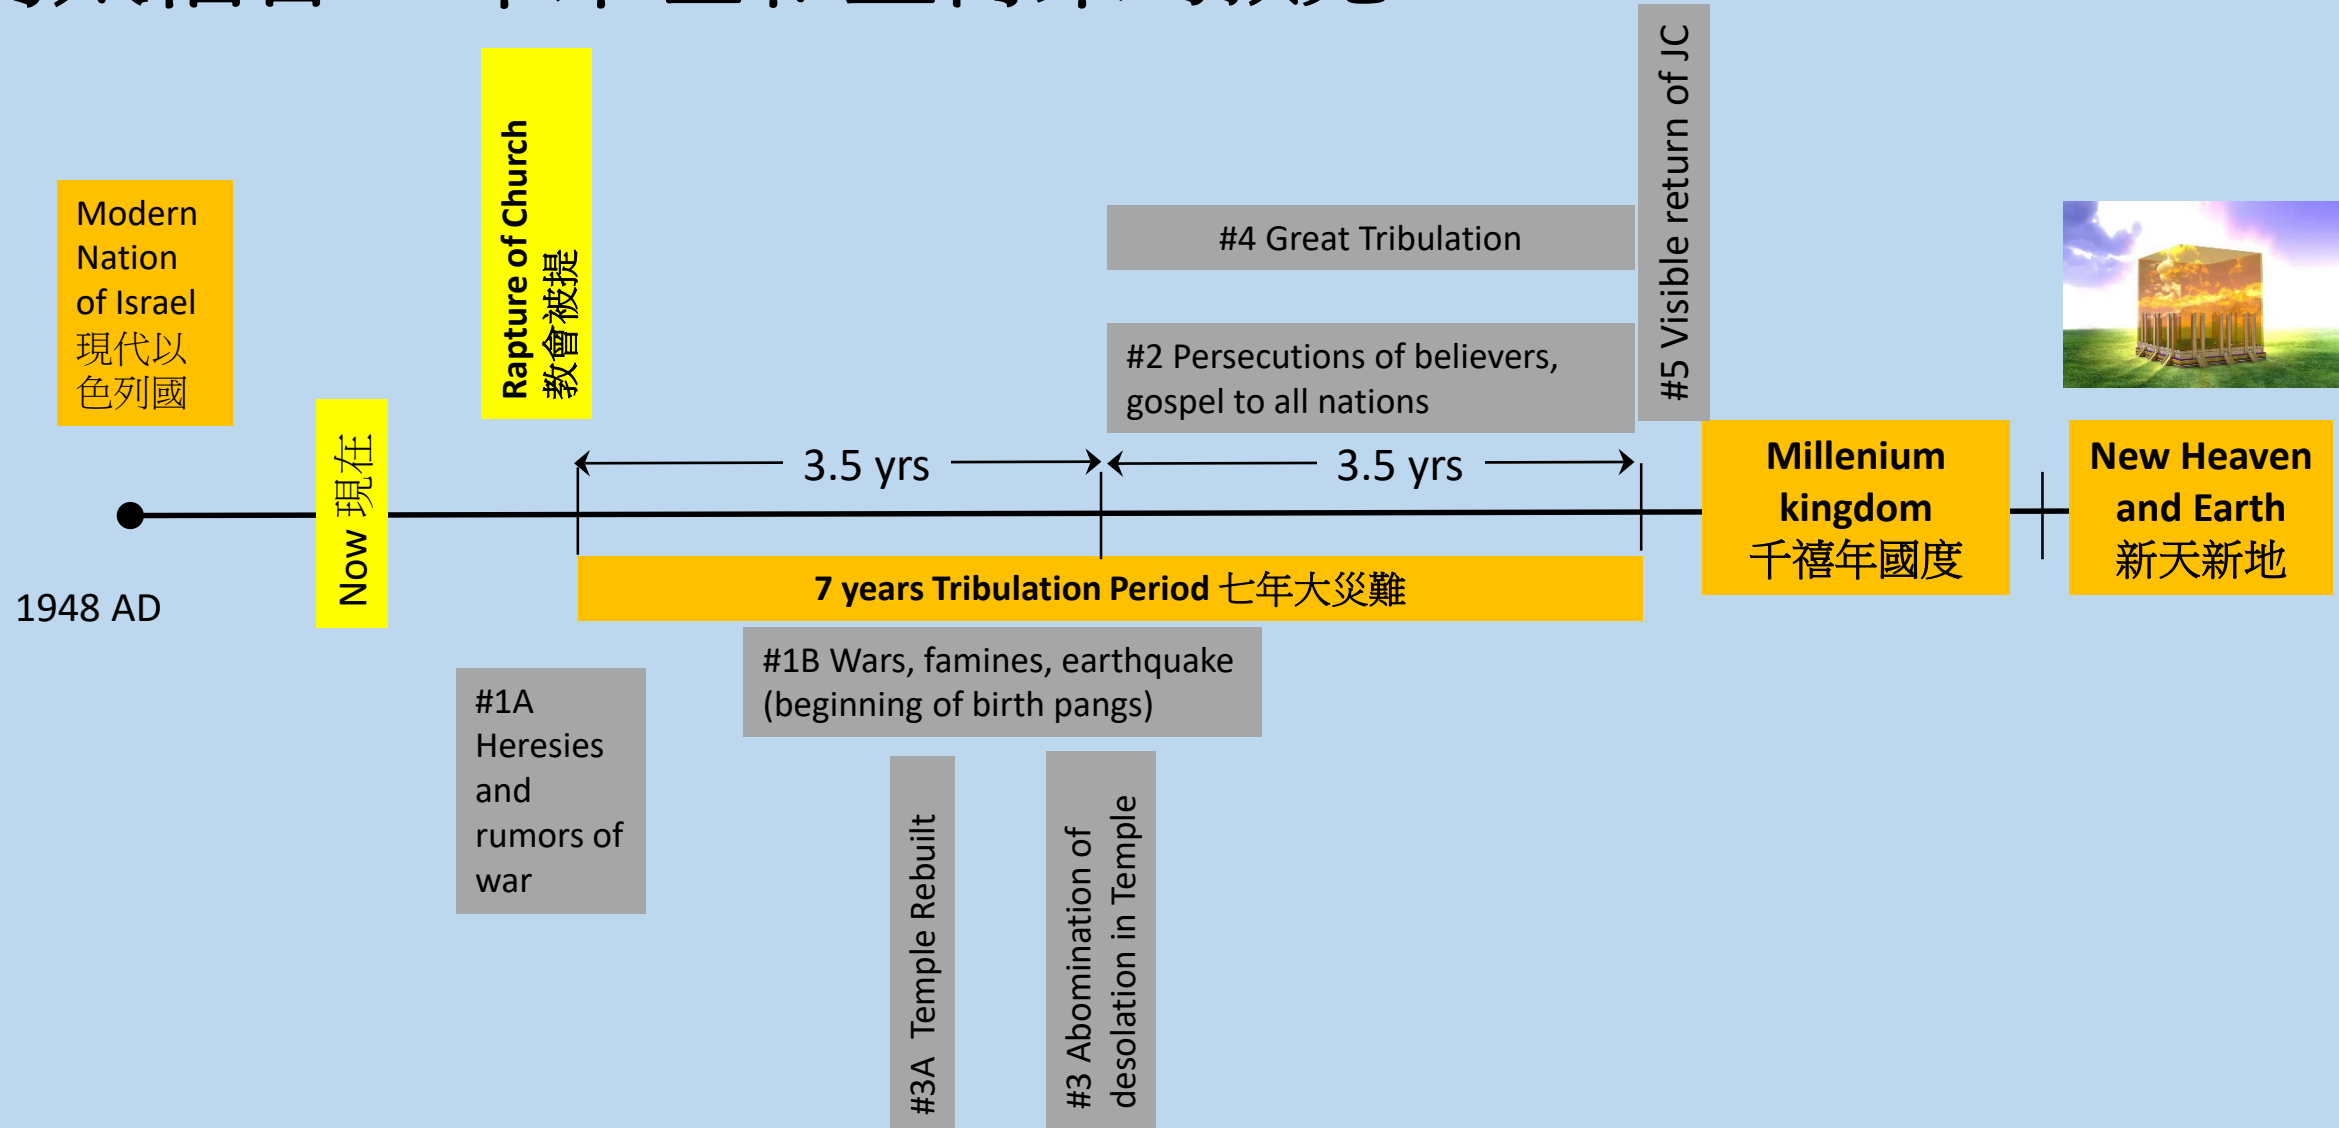 Modern
Nation
of Israel
現代以
色列國
Rapture of Church
教會被提
#4 Great Tribulation
#2 Persecutions of believers,
gospel to all nations
#5 Visible return of JC
3.5 yrs
3.5 yrs
Now 現在
Millenium
kingdom
千禧年國度
New Heaven
and Earth
新天新地
1948 AD
7 years Tribulation Period 七年大災難
#1A
Heresies
and
rumors of
war
#1B Wars, famines, earthquake
(beginning of birth pangs)
#3A Temple Rebuilt
#3 Abomination of
desolation in Temple